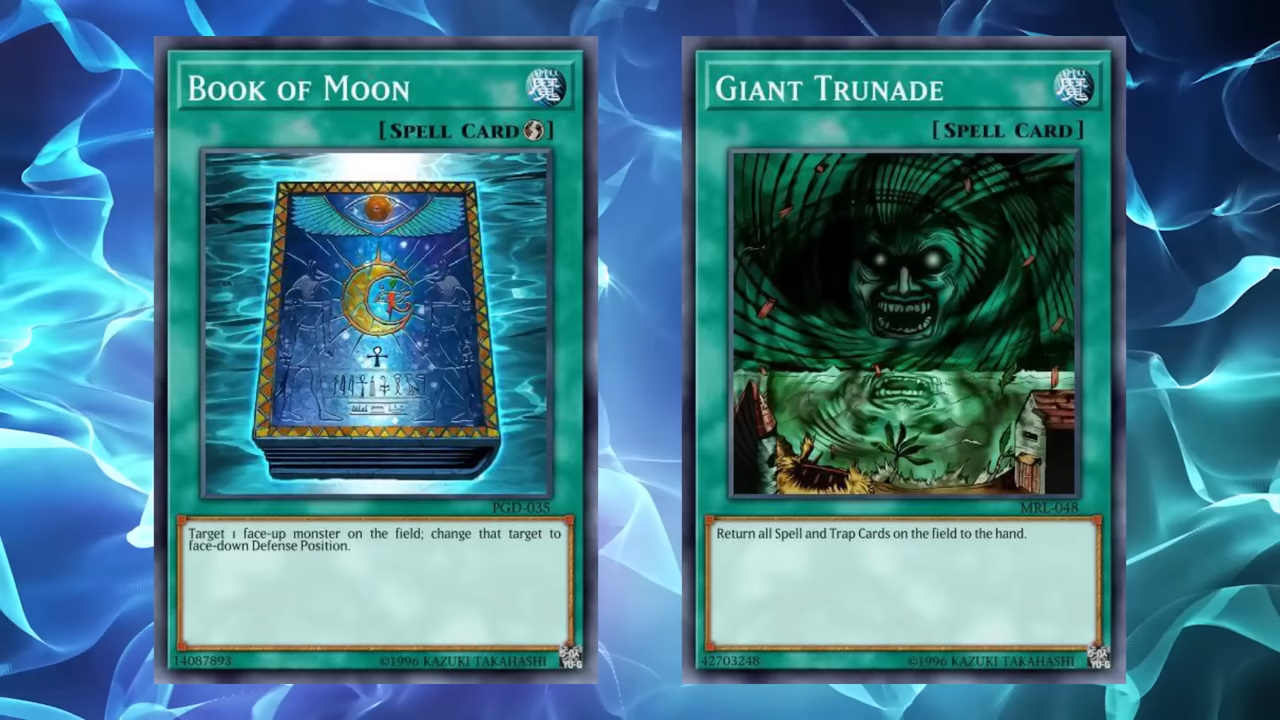 BOOK OF MOON
魔
[SPELL CARD]
PGD-035
Target 1 face-up monster on the field; change that target to
face-down Defense Position.
14087893
©1996 KAZUKI TAKAHASHI
GIANT TRUNADE
魔
[SPELL CARD]
MRL-048
Return all Spell and Trap Cards on the field to the hand.
42703248
©1996 KAZUKI TAKAHASHI